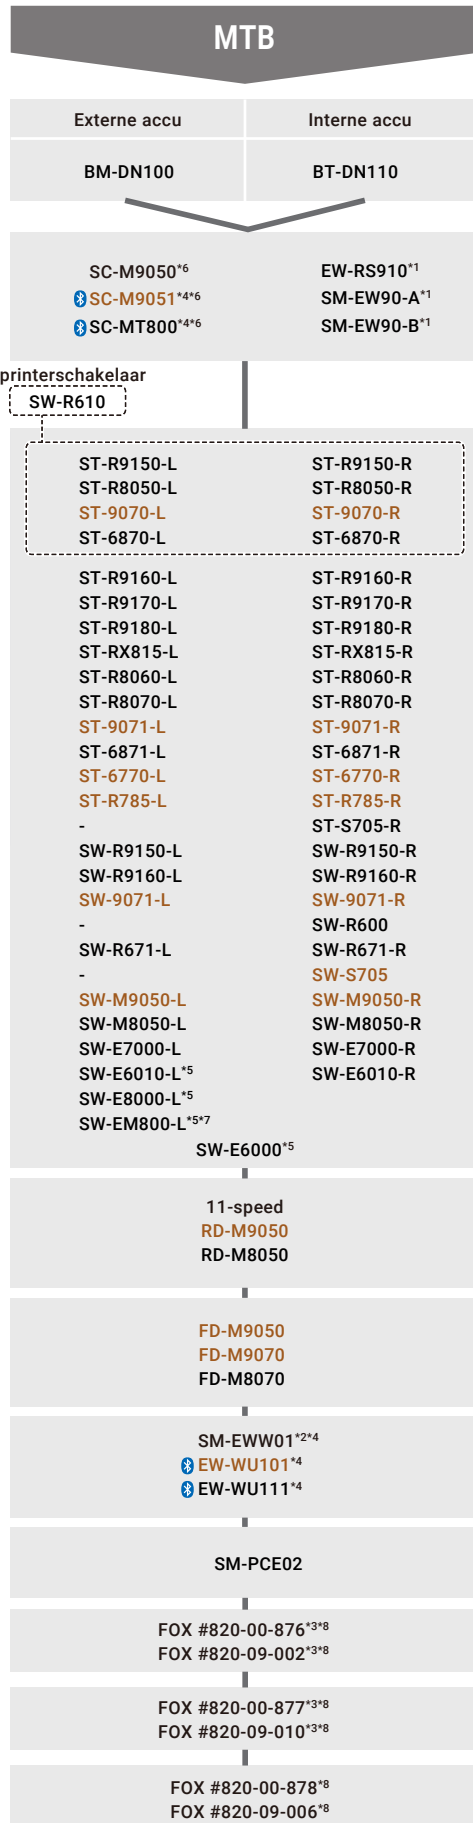 MTB
Externe accu Interne accu
BM-DN100 BT-DN110
SC-M9050*6 EW-RS910*1
SC-M9051*4*6 SM-EW90-A*1
SC-MT800*4*6 SM-EW90-B*1
printerschakelaar
SW-R610
ST-R9150-L ST-R9150-R
ST-R8050-L ST-R8050-R
ST-9070-L ST-9070-R
ST-6870-L ST-6870-R
ST-R9160-L ST-R9160-R
ST-R9170-L ST-R9170-R
ST-R9180-L ST-R9180-R
ST-RX815-L ST-RX815-R
ST-R8060-L ST-R8060-R
ST-R8070-L ST-R8070-R
ST-9071-L ST-9071-R
ST-6871-L ST-6871-R
ST-6770-L ST-6770-R
ST-R785-L ST-R785-R
- ST-S705-R
SW-R9150-L SW-R9150-R
SW-R9160-L SW-R9160-R
SW-9071-L SW-9071-R
- SW-R600
SW-R671-L SW-R671-R
- SW-S705
SW-M9050-L SW-M9050-R
SW-M8050-L SW-M8050-R
SW-E7000-L SW-E7000-R
SW-E6010-L*5 SW-E6010-R
SW-E8000-L*5
SW-EM800-L*5*7
SW-E6000*5
11-speed
RD-M9050
RD-M8050
FD-M9050
FD-M9070
FD-M8070
SM-EWW01*2*4
EW-WU101*4
EW-WU111*4
SM-PCE02
FOX #820-00-876*3*8
FOX #820-09-002*3*8
FOX #820-00-877*3*8
FOX #820-09-010*3*8
FOX #820-00-878*8
FOX #820-09-006*8